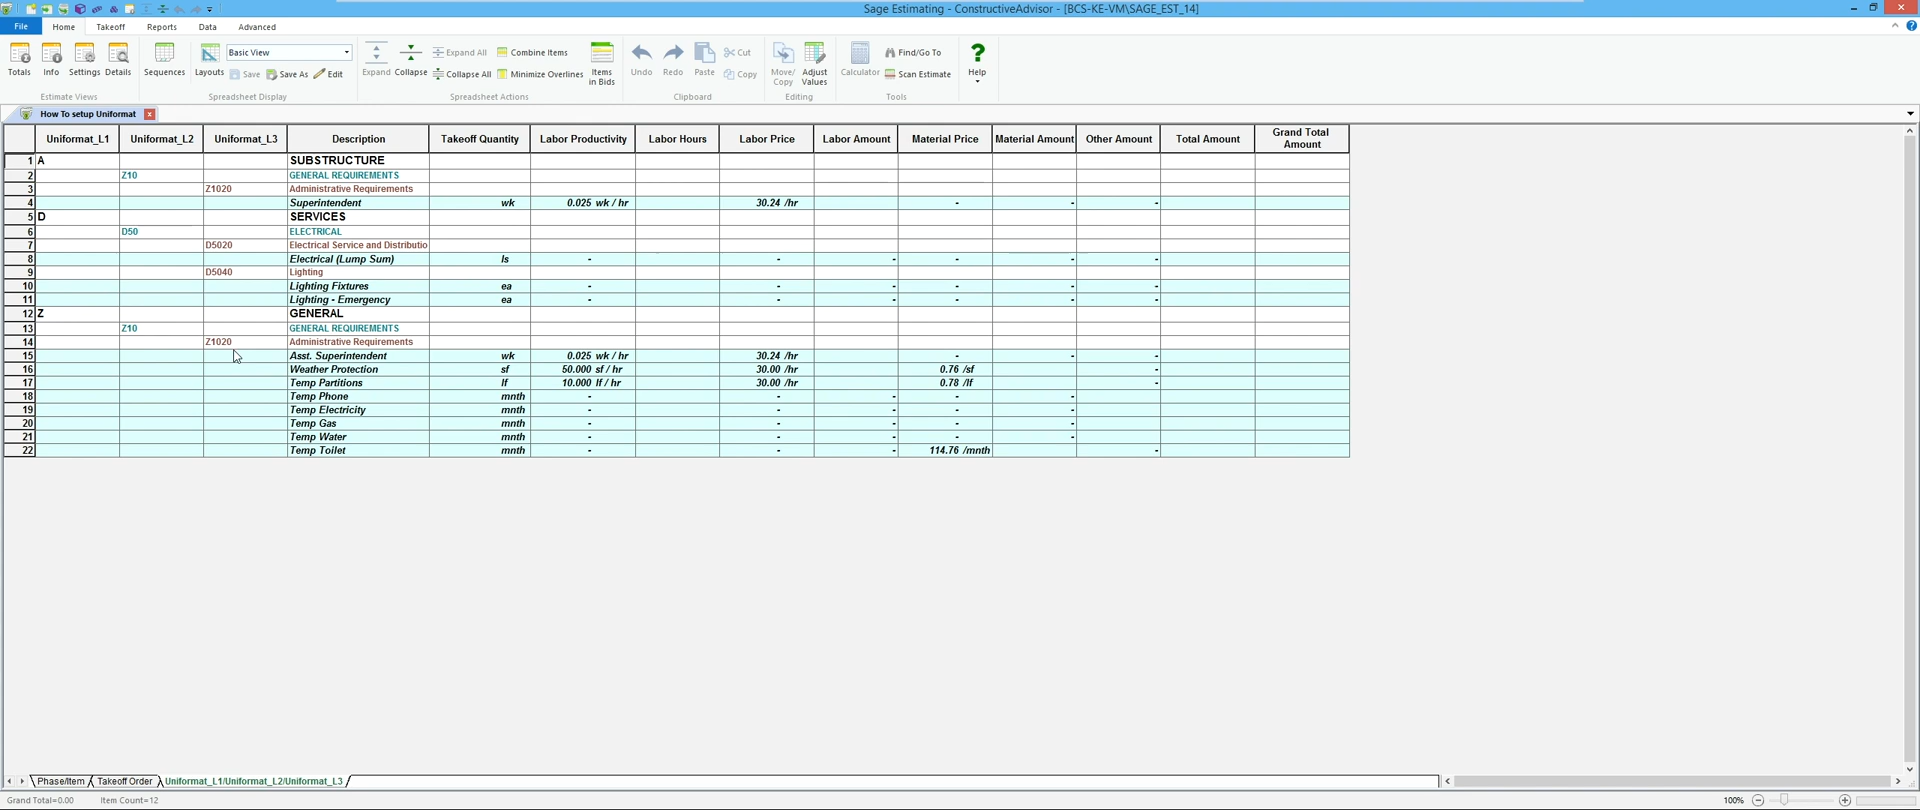 Sage Estimating - ConstructiveAdvisor - [BCS-KE-VM\SAGE_EST_14]
File Home Takeoff Reports Data Advanced
Totals Info Settings Details
Estimate Views
Sequences Layouts Basic View
Save Save As Edit
Spreadsheet Display
Expand Collapse Expand All Combine Items
Collapse All Minimize Overlines
Items in Bids
Spreadsheet Actions
Undo Redo Paste Cut
Copy
Clipboard
Move/ Copy Adjust Values
Editing
Calculator Find/Go To
Scan Estimate
Tools
Help
How To setup Uniformat
Uniformat_L1 Uniformat_L2 Uniformat_L3 Description Takeoff Quantity Labor Productivity Labor Hours Labor Price Labor Amount Material Price Material Amount Other Amount Total Amount Grand Total Amount
1 A SUBSTRUCTURE
2 Z10 GENERAL REQUIREMENTS
3 Z1020 Administrative Requirements
4 Superintendent wk 0.025 wk / hr 30.24 /hr - - -
5 D SERVICES
6 D50 ELECTRICAL
7 D5020 Electrical Service and Distributio
8 Electrical (Lump Sum) ls - - - - - -
9 D5040 Lighting
10 Lighting Fixtures ea - - - - - -
11 Lighting - Emergency ea - - - - - -
12 Z GENERAL
13 Z10 GENERAL REQUIREMENTS
14 Z1020 Administrative Requirements
15 Asst. Superintendent wk 0.025 wk / hr 30.24 /hr - - -
16 Weather Protection sf 50.000 sf / hr 30.00 /hr 0.76 /sf -
17 Temp Partitions lf 10.000 lf / hr 30.00 /hr 0.78 /lf -
18 Temp Phone mnth - - - - -
19 Temp Electricity mnth - - - - -
20 Temp Gas mnth - - - - -
21 Temp Water mnth - - - - -
22 Temp Toilet mnth - - - 114.76 /mnth -
Phase/Item Takeoff Order Uniformat_L1/Uniformat_L2/Uniformat_L3
Grand Total=0.00 Item Count=12 100%